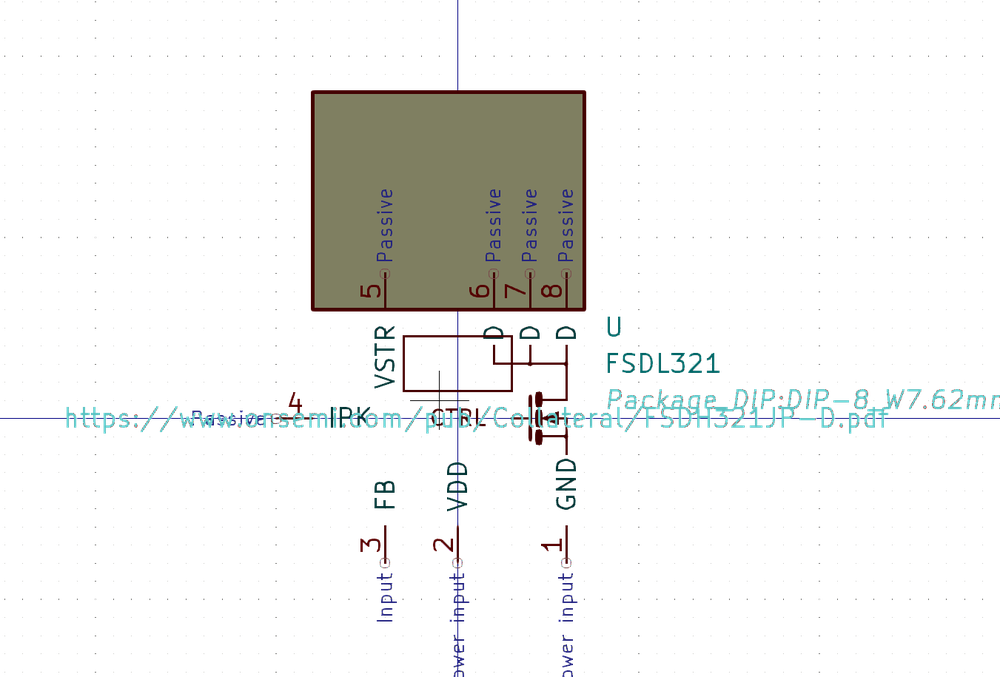 Passive
Passive
Passive
Passive
5
6
7
8
VSTR
D
D
D
U
FSDL321
Package_DIP:DIP-8_W7.62mm
4
Passive
IPK
CTRL
https://www.onsemi.com/pub/Collateral/FSDH321JP-D.pdf
FB
VDD
GND
3
2
1
Input
ower input
ower input